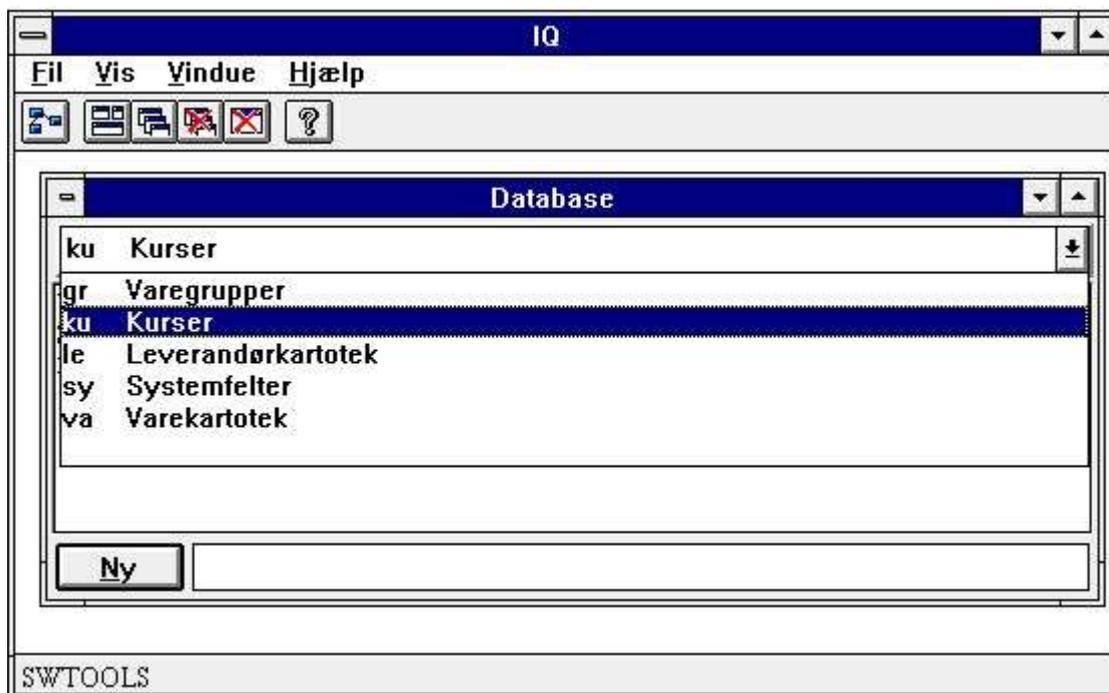 IQ
Fil Vis Vindue Hjælp
?
Database
ku Kurser
gr Varegrupper
ku Kurser
le Leverandørkartotek
sy Systemfelter
va Varekartotek
Ny
SWTOOLS